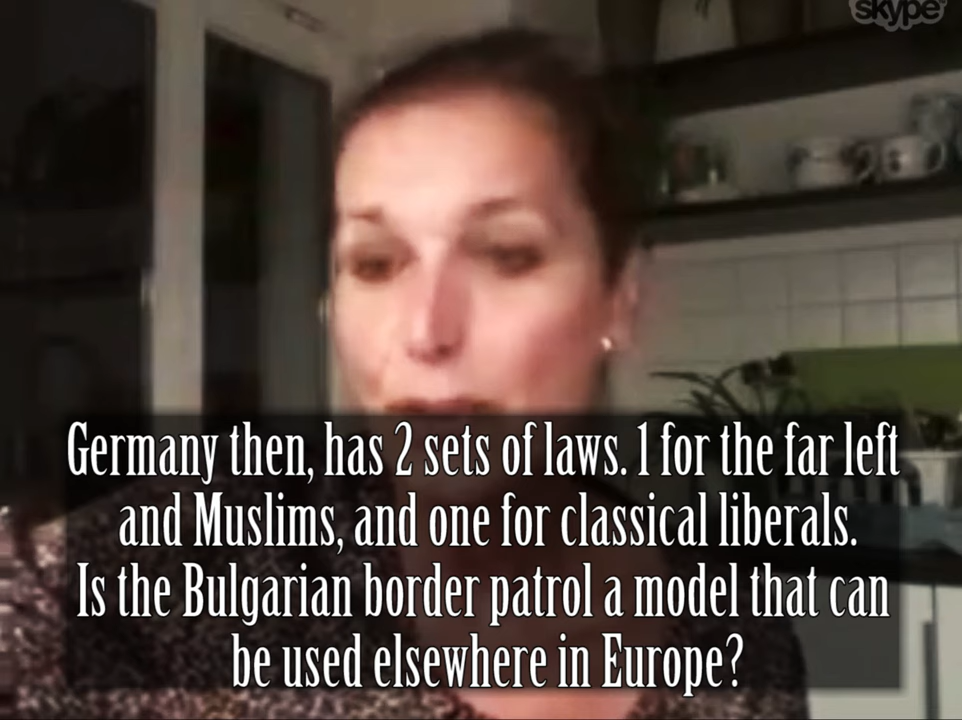 skype
Germany then, has 2 sets of laws. 1 for the far left
and Muslims, and one for classical liberals.
Is the Bulgarian border patrol a model that can
be used elsewhere in Europe?